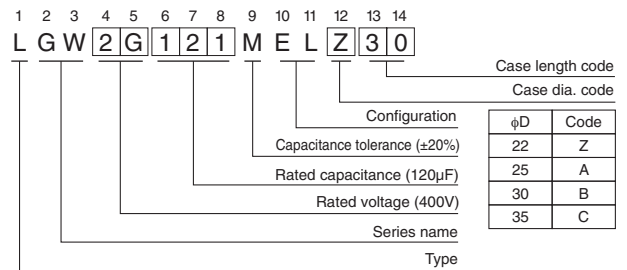 1 2 3 4 5 6 7 8 9 10 11 12 13 14
L G W 2 G 1 2 1 M E L Z 3 0
Case length code
Case dia. code
Configuration
Capacitance tolerance (±20%)
Rated capacitance (120µF)
Rated voltage (400V)
Series name
Type
ϕD Code
22 Z
25 A
30 B
35 C